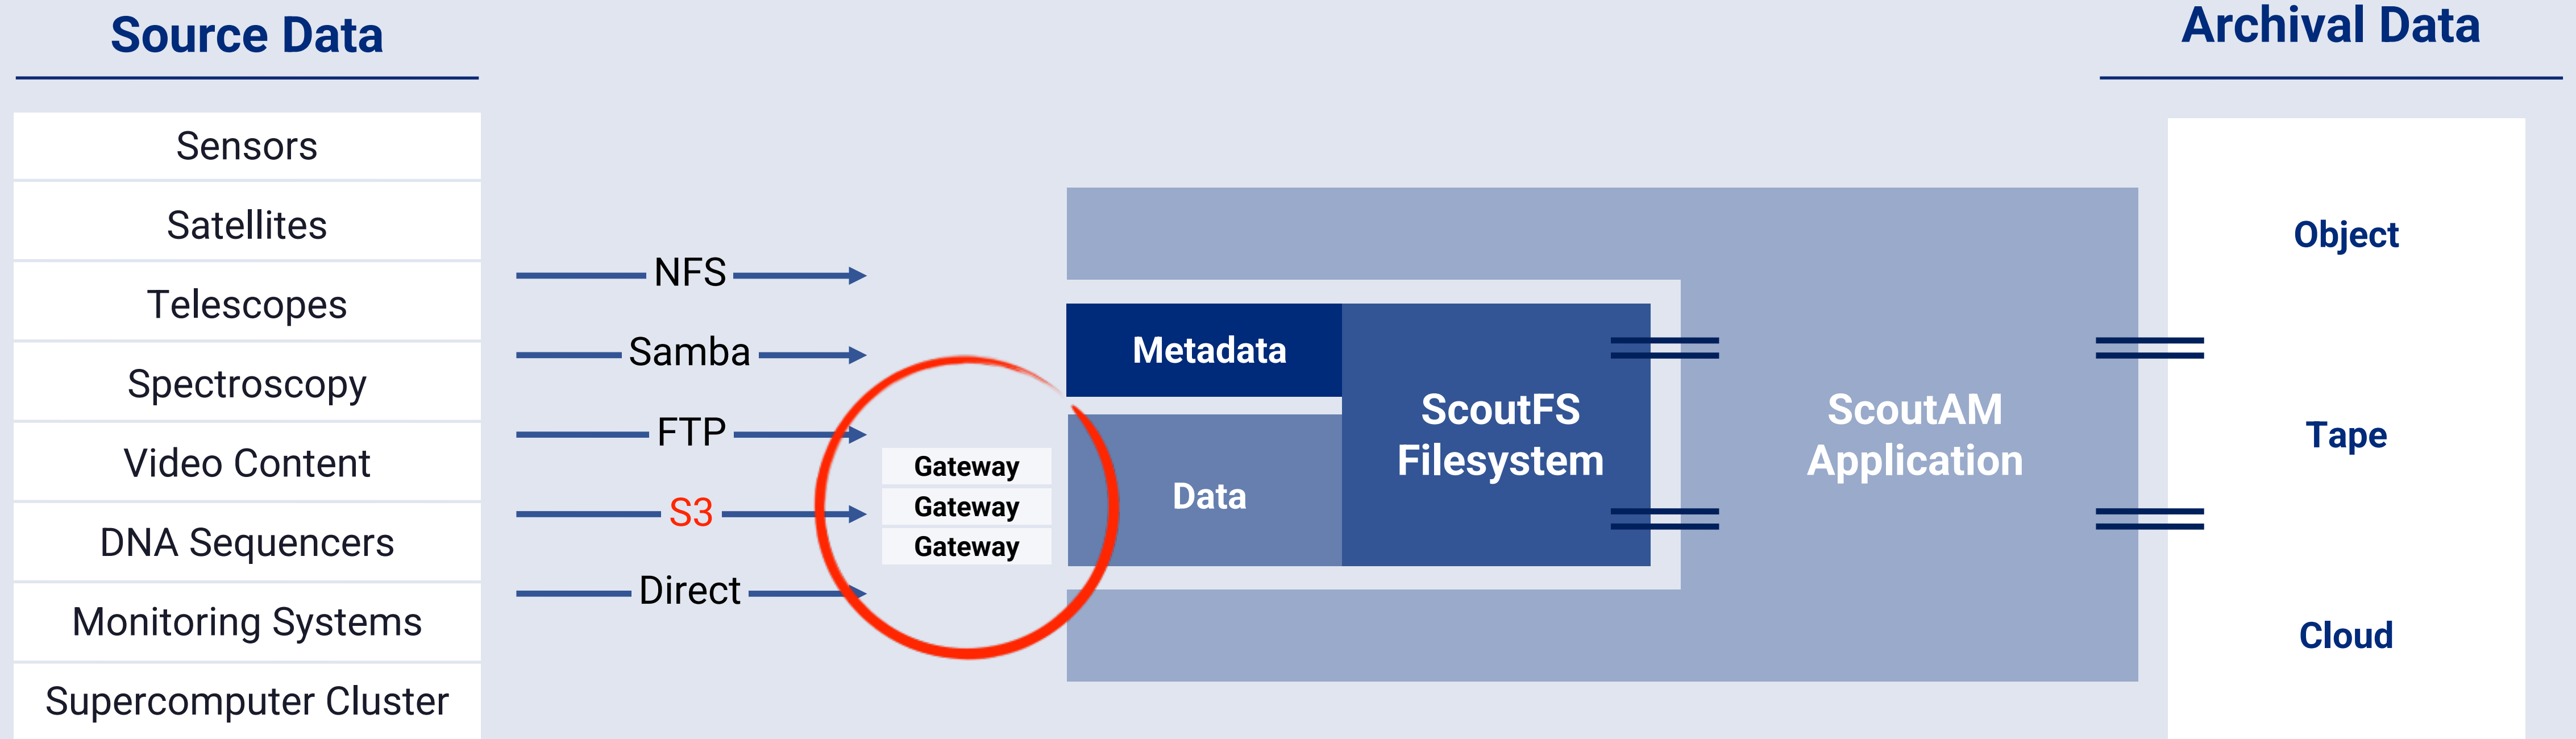 Source Data
Sensors
Satellites
Telescopes
Spectroscopy
Video Content
DNA Sequencers
Monitoring Systems
Supercomputer Cluster
NFS
Samba
FTP
S3
Direct
Gateway
Gateway
Gateway
Metadata
Data
ScoutFS
Filesystem
ScoutAM
Application
Archival Data
Object
Tape
Cloud